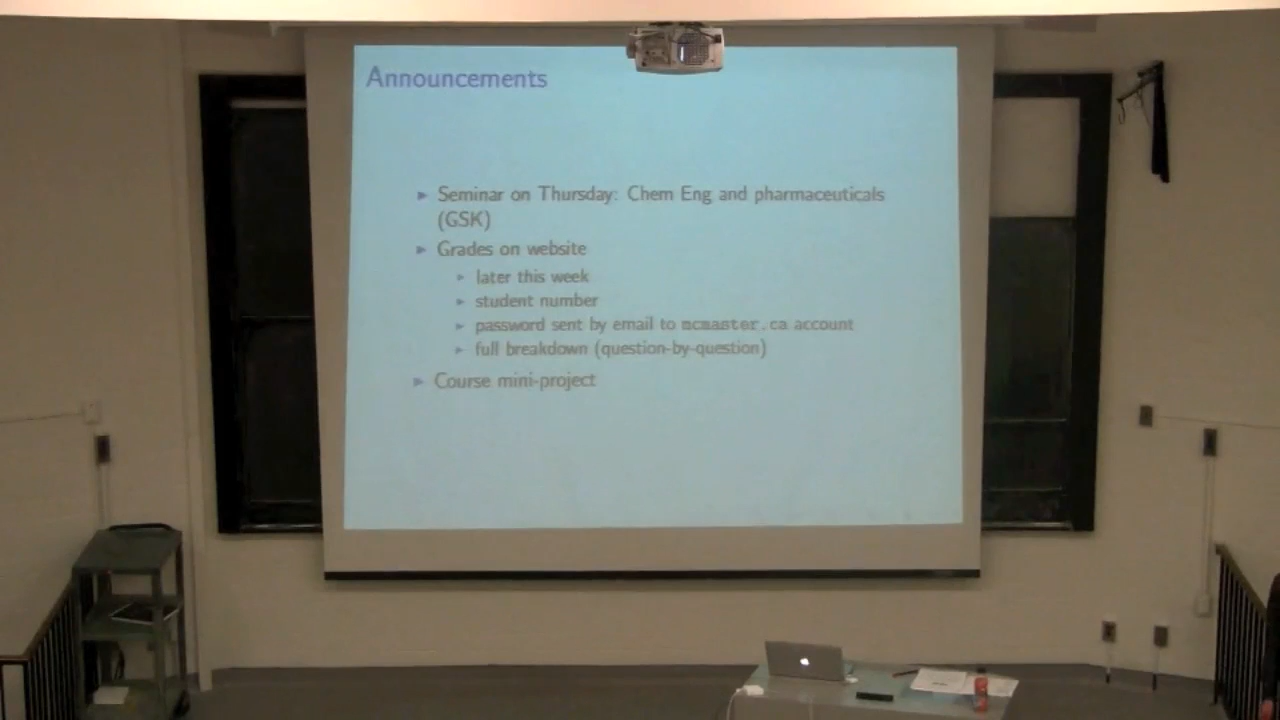 Announcements
Seminar on Thursday: Chem Eng and pharmaceuticals
(GSK)
Grades on website
later this week
student number
password sent by email to mcmaster.ca account
full breakdown (question-by-question)
Course mini-project